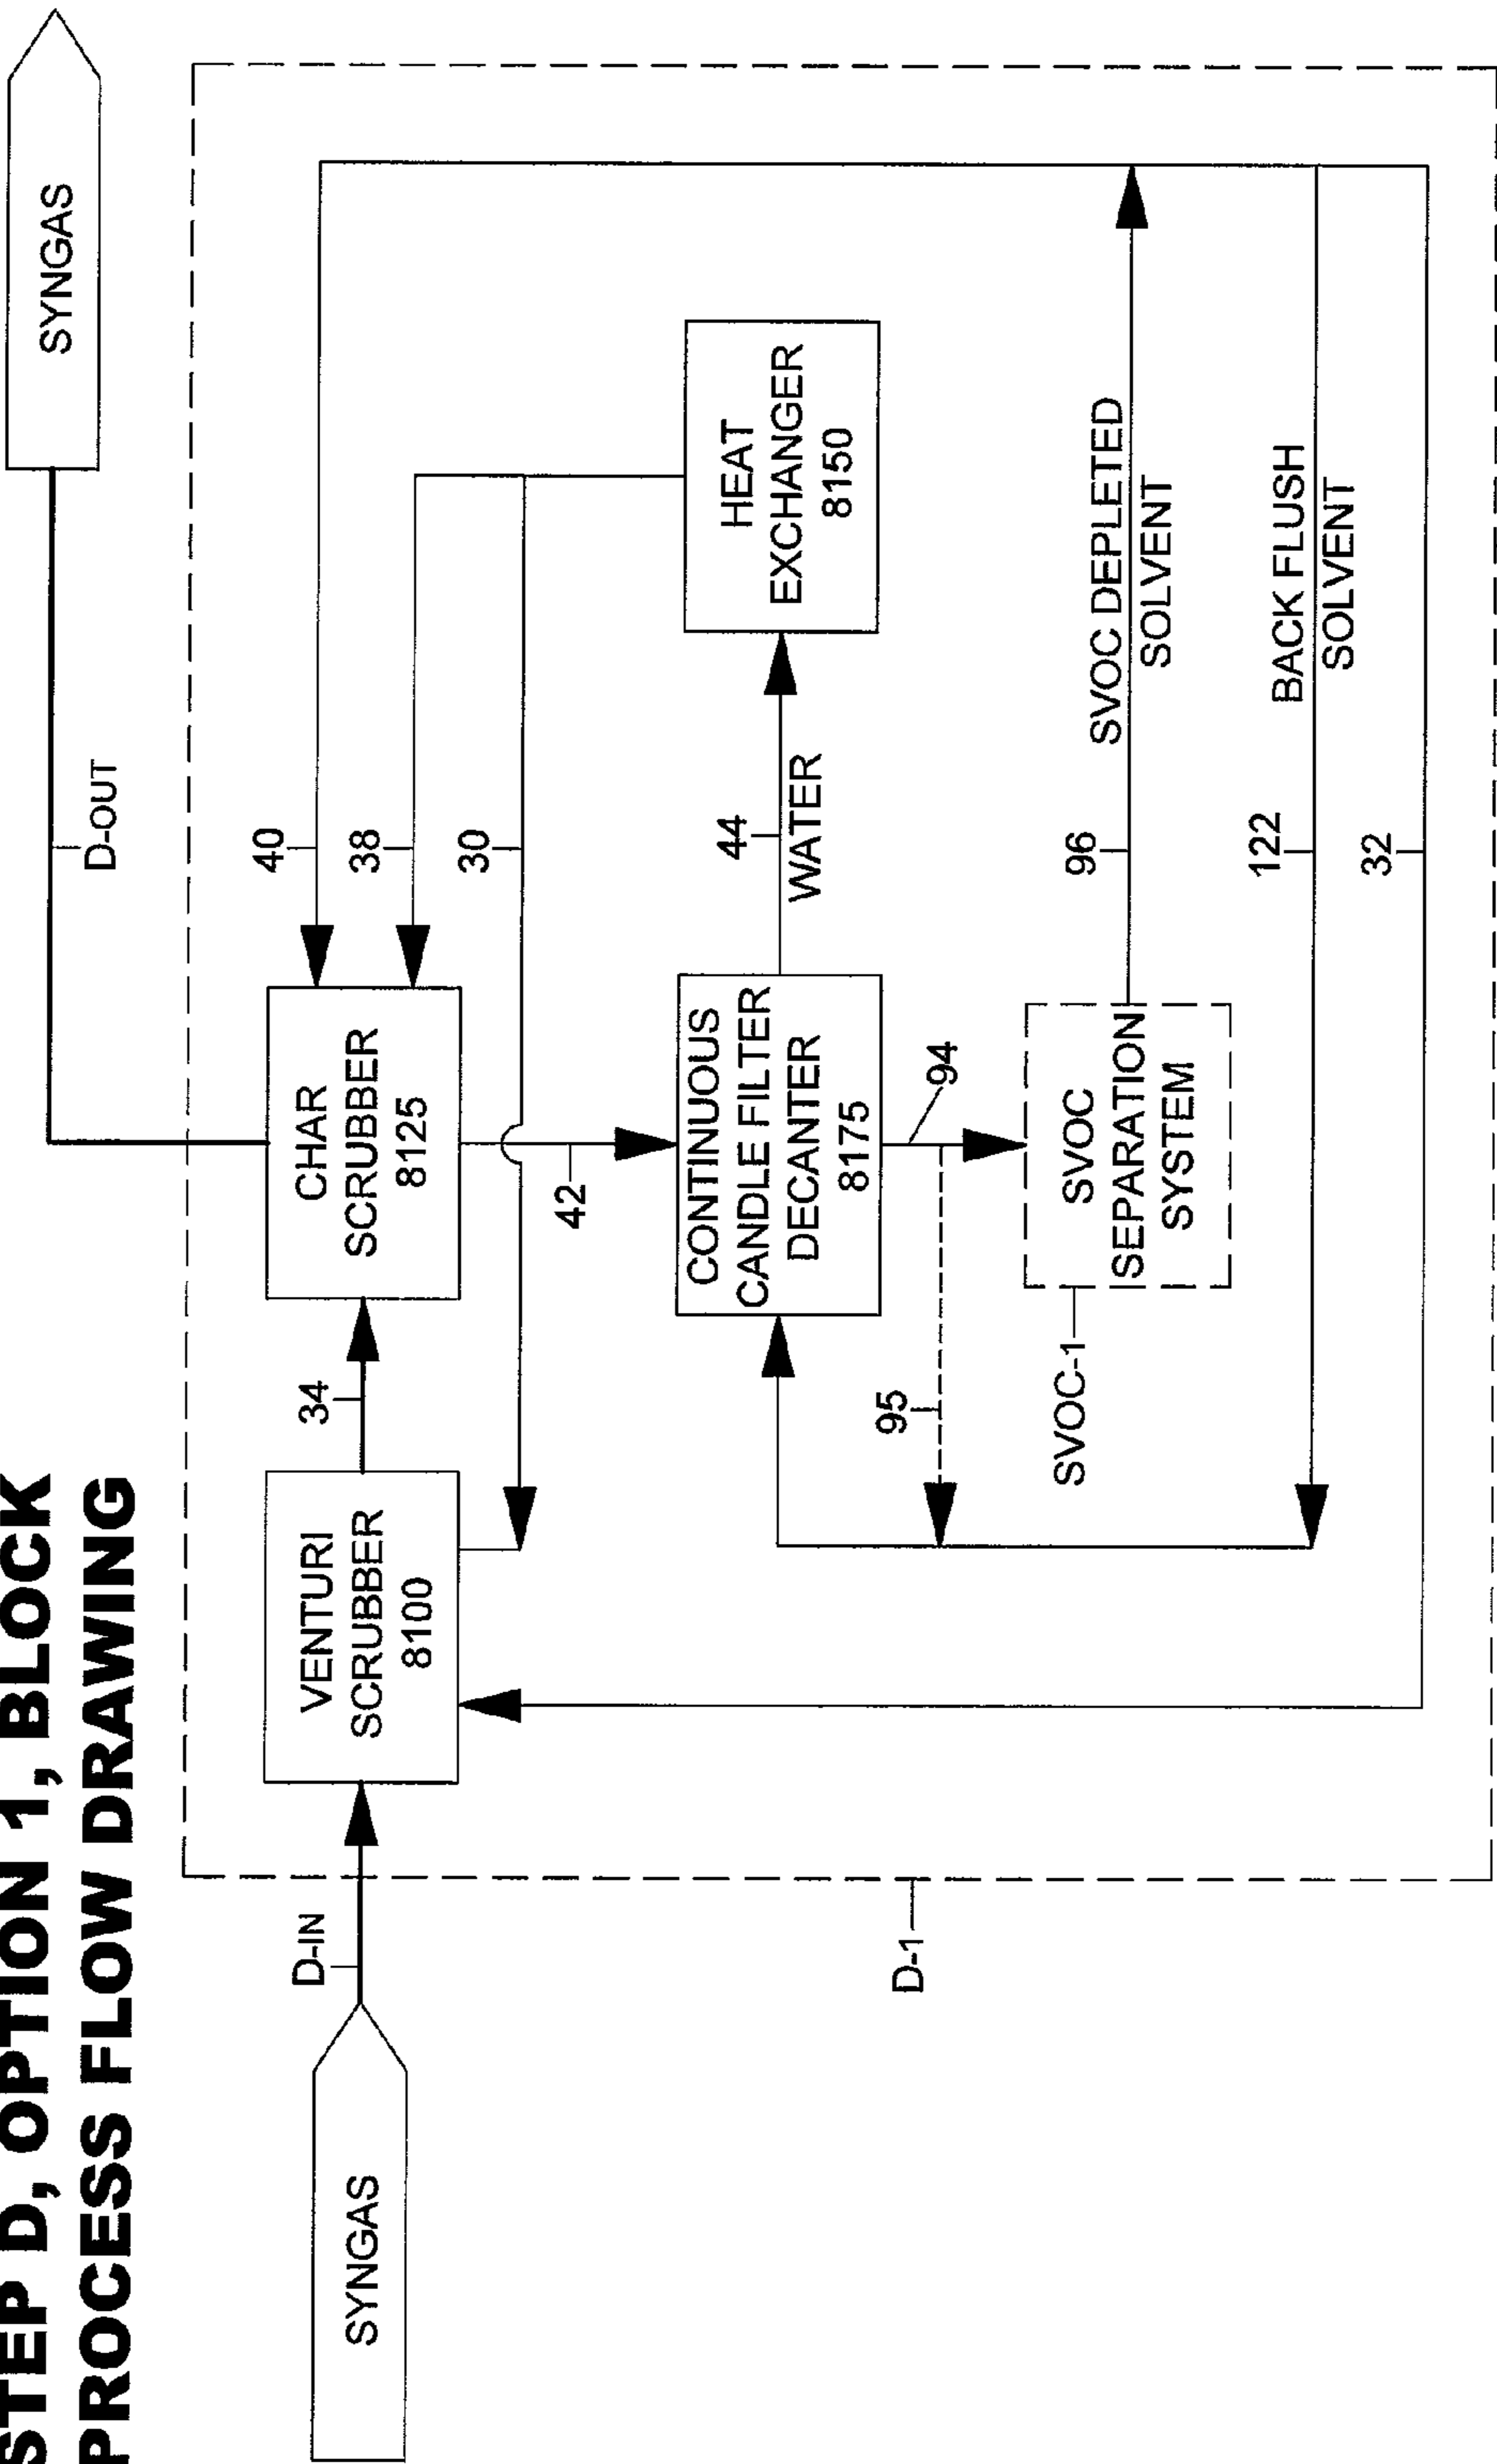 STEP D, OPTION 1, BLOCK
PROCESS FLOW DRAWING
SYNGAS
D-OUT
SYNGAS
D-IN
VENTURI
SCRUBBER
8100
34
CHAR
SCRUBBER
8125
40
38
30
42
CONTINUOUS
CANDLE FILTER
DECANTER
8175
44
WATER
HEAT
EXCHANGER
8150
94
95
SVOC
SEPARATION
SYSTEM
SVOC-1
96
SVOC DEPLETED
SOLVENT
122
BACK FLUSH
SOLVENT
32
D-1